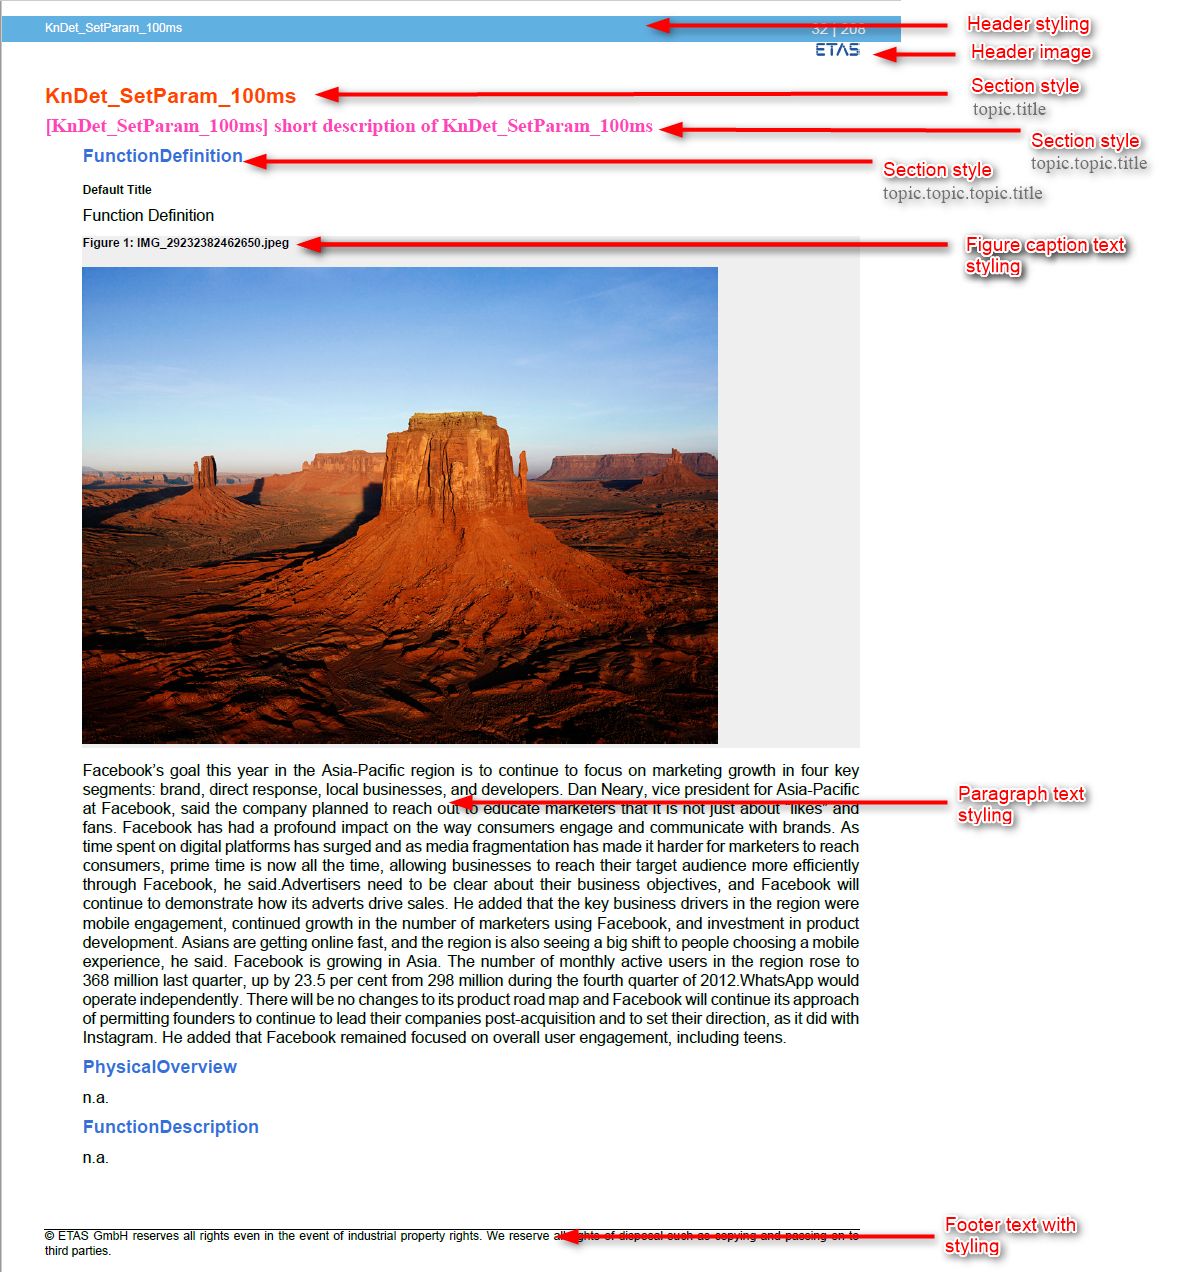 KnDet_SetParam_100ms
32 | 208
Header styling
ETAS
Header image
KnDet_SetParam_100ms
Section style
topic.title
[KnDet_SetParam_100ms] short description of KnDet_SetParam_100ms
Section style
topic.topic.title
FunctionDefinition
Section style
topic.topic.topic.title
Default Title
Function Definition
Figure 1: IMG_29232382462650.jpeg
Figure caption text
styling
Facebook's goal this year in the Asia-Pacific region is to continue to focus on marketing growth in four key
segments: brand, direct response, local businesses, and developers. Dan Neary, vice president for Asia-Pacific
at Facebook, said the company planned to reach out to educate marketers that it is not just about "likes" and
fans. Facebook has had a profound impact on the way consumers engage and communicate with brands. As
time spent on digital platforms has surged and as media fragmentation has made it harder for marketers to reach
consumers, prime time is now all the time, allowing businesses to reach their target audience more efficiently
through Facebook, he said.Advertisers need to be clear about their business objectives, and Facebook will
continue to demonstrate how its adverts drive sales. He added that the key business drivers in the region were
mobile engagement, continued growth in the number of marketers using Facebook, and investment in product
development. Asians are getting online fast, and the region is also seeing a big shift to people choosing a mobile
experience, he said. Facebook is growing in Asia. The number of monthly active users in the region rose to
368 million last quarter, up by 23.5 per cent from 298 million during the fourth quarter of 2012.WhatsApp would
operate independently. There will be no changes to its product road map and Facebook will continue its approach
of permitting founders to continue to lead their companies post-acquisition and to set their direction, as it did with
Instagram. He added that Facebook remained focused on overall user engagement, including teens.
Paragraph text
styling
PhysicalOverview
n.a.
FunctionDescription
n.a.
© ETAS GmbH reserves all rights even in the event of industrial property rights. We reserve all rights of disposal such as copying and passing on to
third parties.
Footer text with
styling